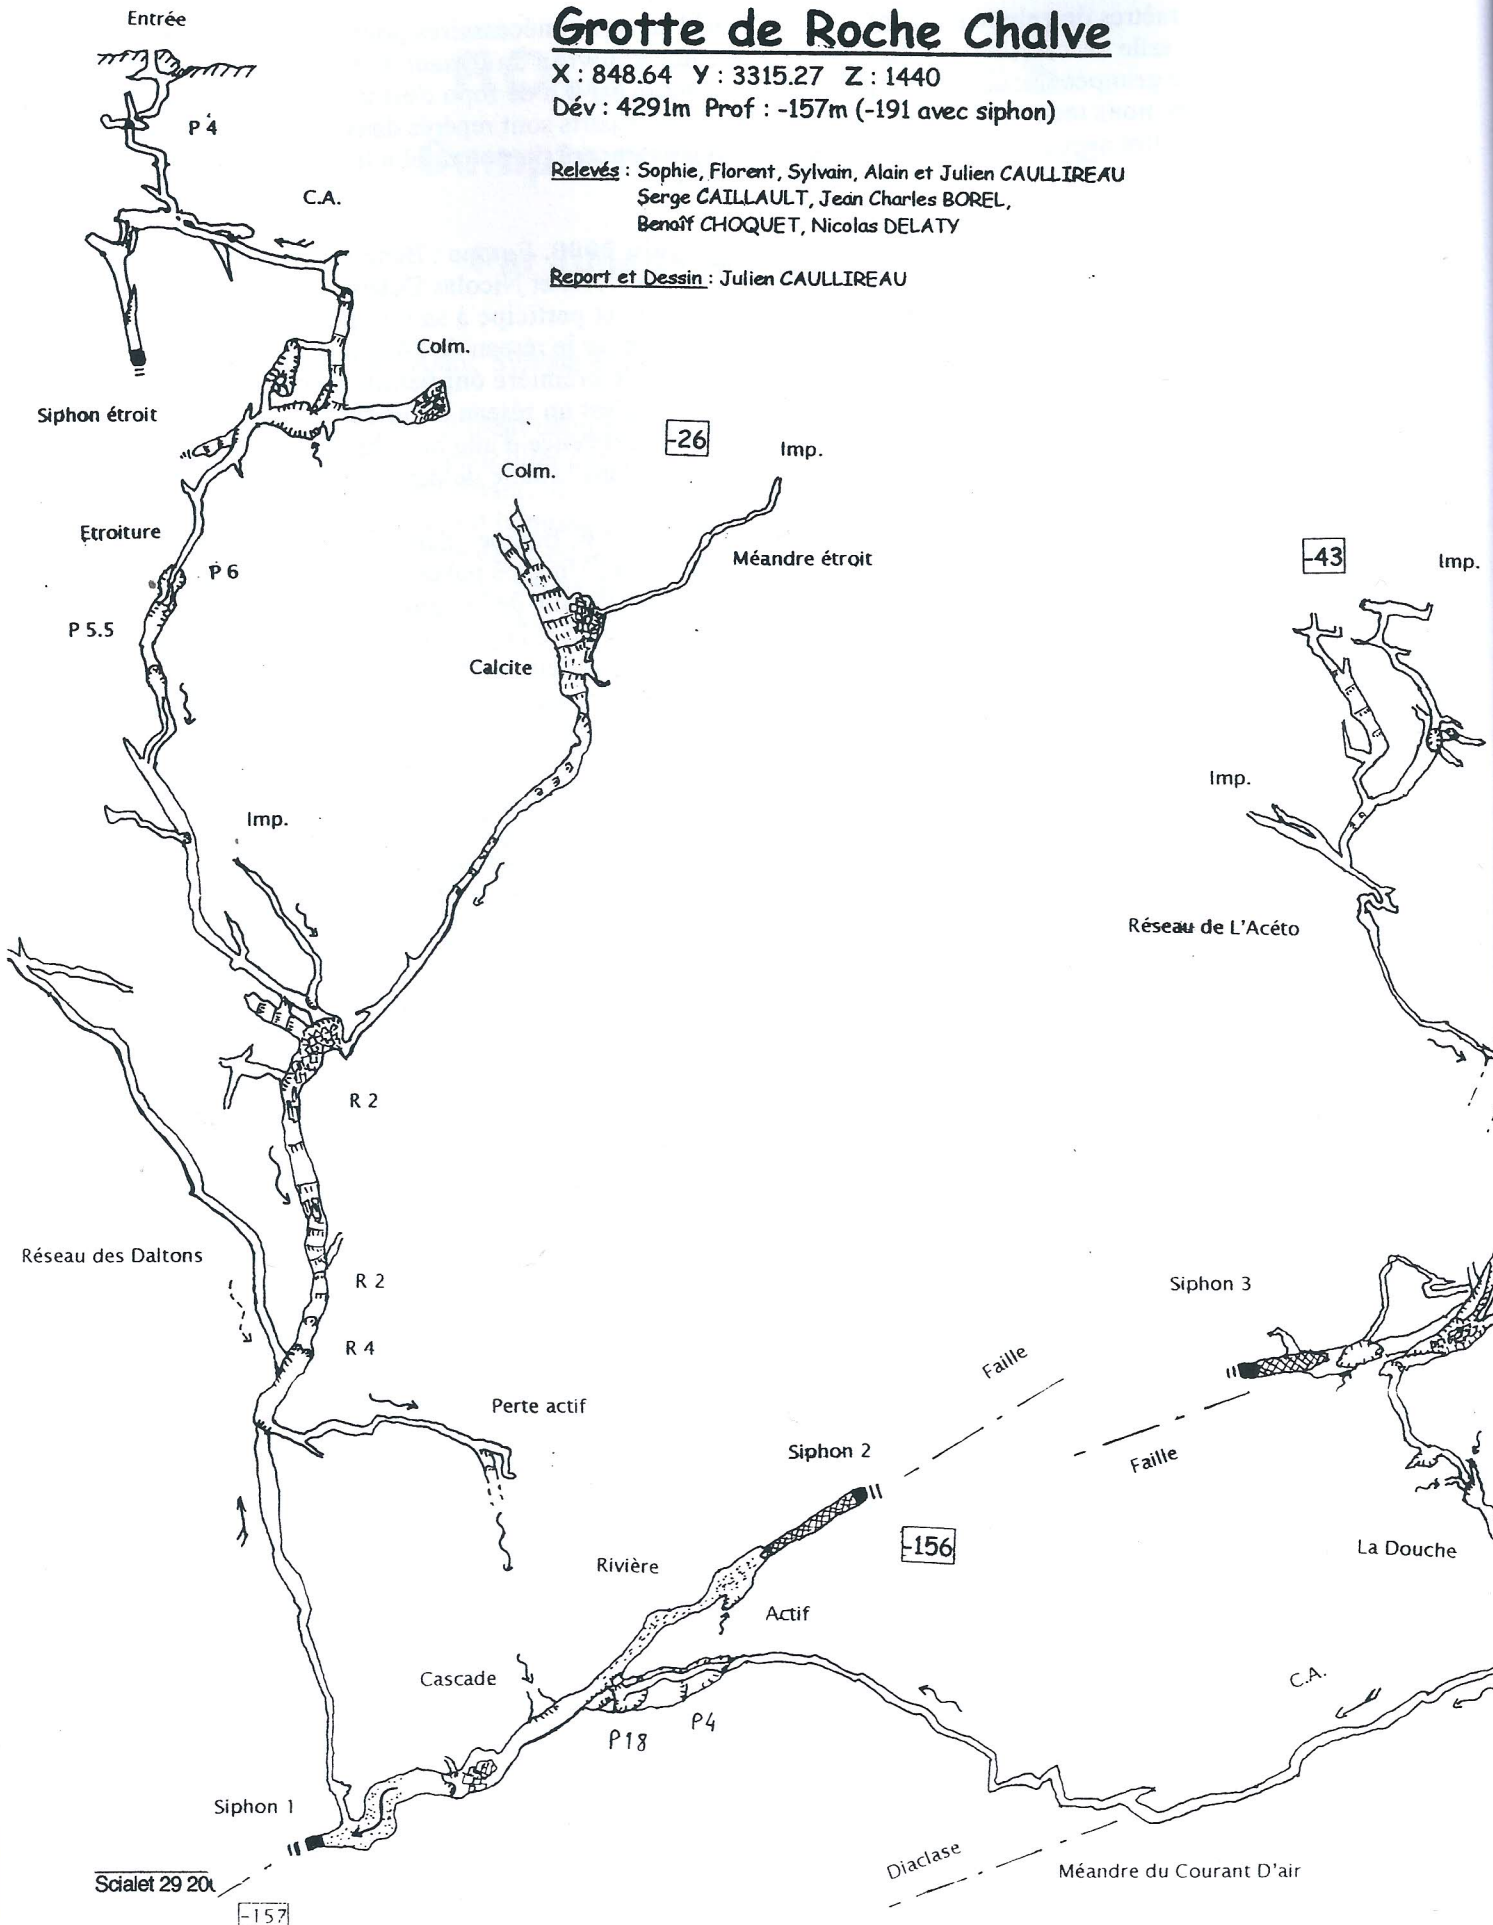 Entrée
Grotte de Roche Chalve
X : 848.64 Y : 3315.27 Z : 1440
Dév : 4291m Prof : -157m (-191 avec siphon)
P 4
Relevés : Sophie, Florent, Sylvain, Alain et Julien CAULLIREAU
Serge CAILLAULT, Jean Charles BOREL,
Benoît CHOQUET, Nicolas DELATY
C.A.
Report et Dessin : Julien CAULLIREAU
Colm.
Siphon étroit
-26
Imp.
Colm.
Etroiture
P 6
Méandre étroit
-43
Imp.
P 5.5
Calcite
Imp.
Imp.
Réseau de L'Acéto
R 2
Réseau des Daltons
R 2
Siphon 3
R 4
Faille
Perte actif
Siphon 2
Faille
-156
La Douche
Rivière
Actif
Cascade
C.A.
P4
P18
Siphon 1
Diaclase
Méandre du Courant D'air
Scialet 29
-157